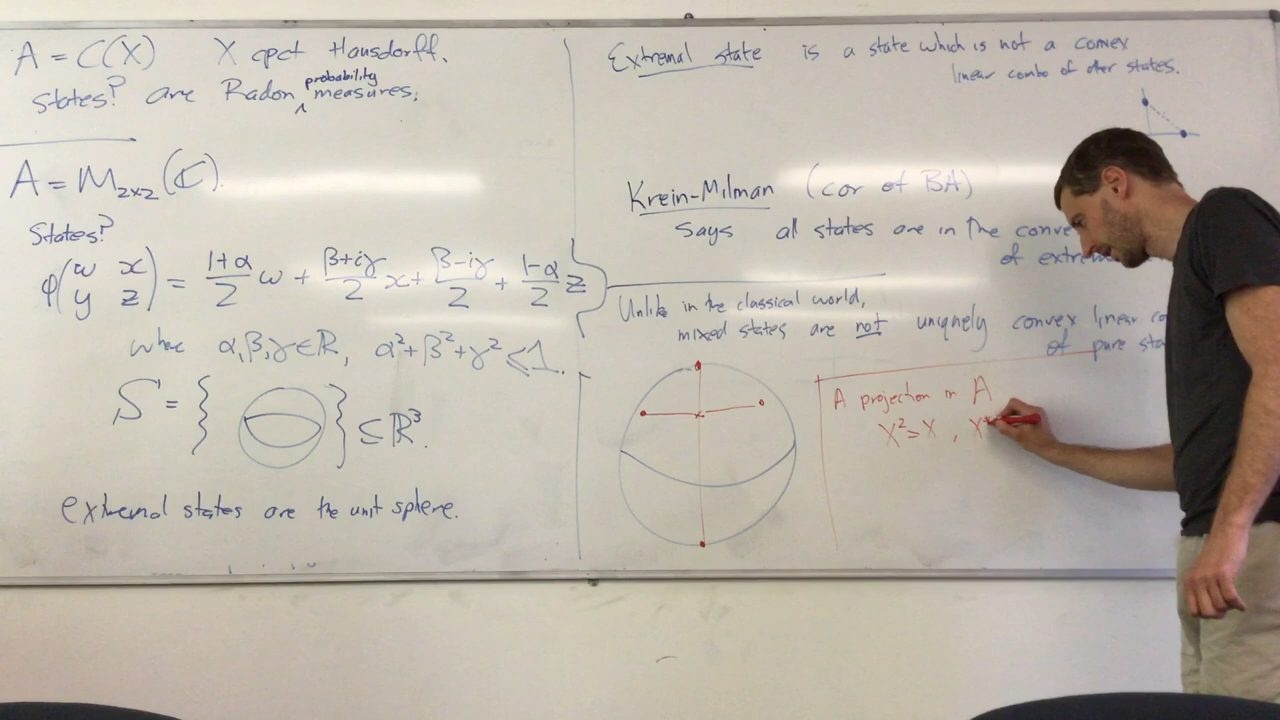 A = C(X) X cpct Hausdorff.
States? are Radon probability measures.
A = M2x2(ℂ).
States?
φ(w x
y z) = 1+α/2 w + β+iγ/2 x + β-iγ/2 + 1-α/2 z
where α,β,γ∈ℝ, α²+β²+γ²≤1.
S = { } ⊆ ℝ³.
extremal states are the unit sphere.
Extremal state is a state which is not a convex
linear combo of other states.
Krein-Milman (cor of BA)
says all states are in the conve
of extrem
Unlike in the classical world,
mixed states are not uniquely convex linear co
of pure sta
A projection in A
X²=X, X*